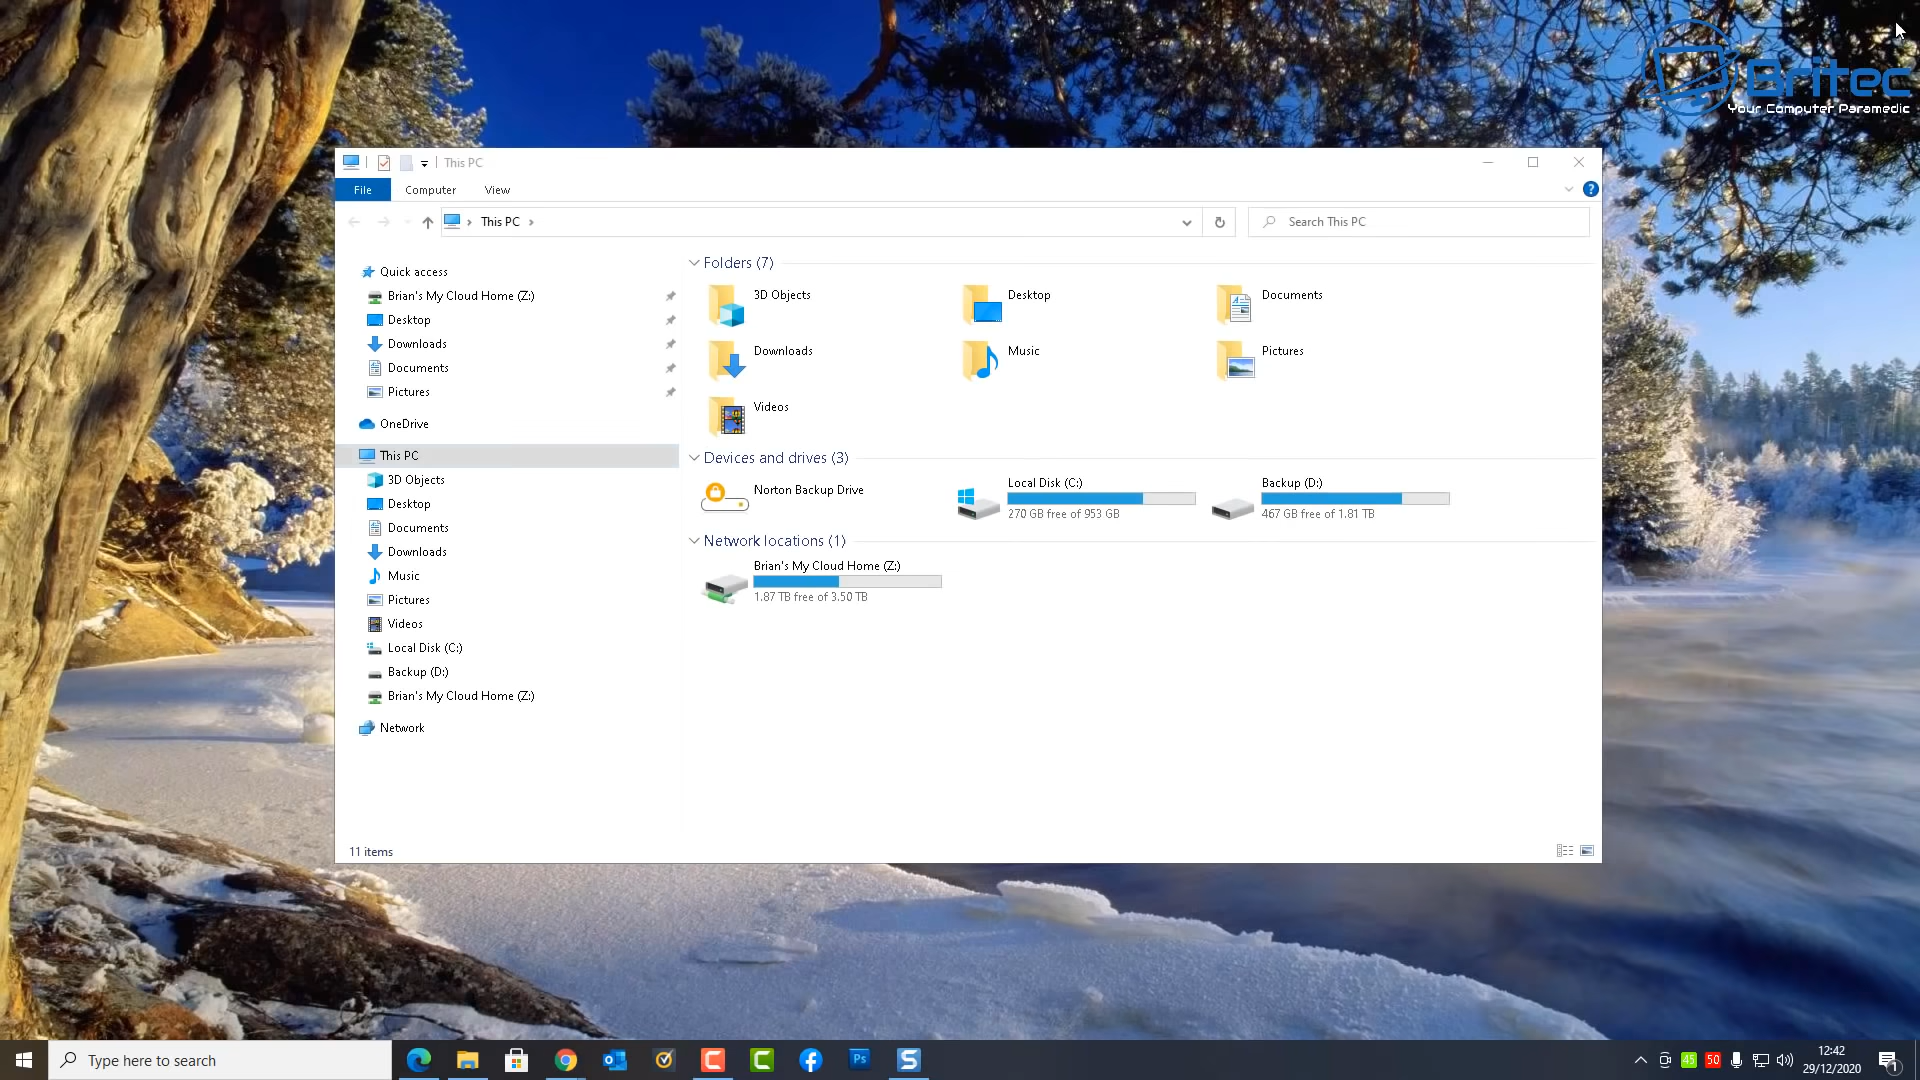 Britec
Your Computer Paramedic
This PC
File
Computer
View
This PC
Search This PC
Quick access
Brian's My Cloud Home (Z:)
Desktop
Downloads
Documents
Pictures
OneDrive
This PC
3D Objects
Desktop
Documents
Downloads
Music
Pictures
Videos
Local Disk (C:)
Backup (D:)
Brian's My Cloud Home (Z:)
Network
Folders (7)
3D Objects
Desktop
Documents
Downloads
Music
Pictures
Videos
Devices and drives (3)
Norton Backup Drive
Local Disk (C:)
270 GB free of 953 GB
Backup (D:)
467 GB free of 1.81 TB
Network locations (1)
Brian's My Cloud Home (Z:)
1.87 TB free of 3.50 TB
11 items
Type here to search
Ps
45
50
12:42
29/12/2020
1